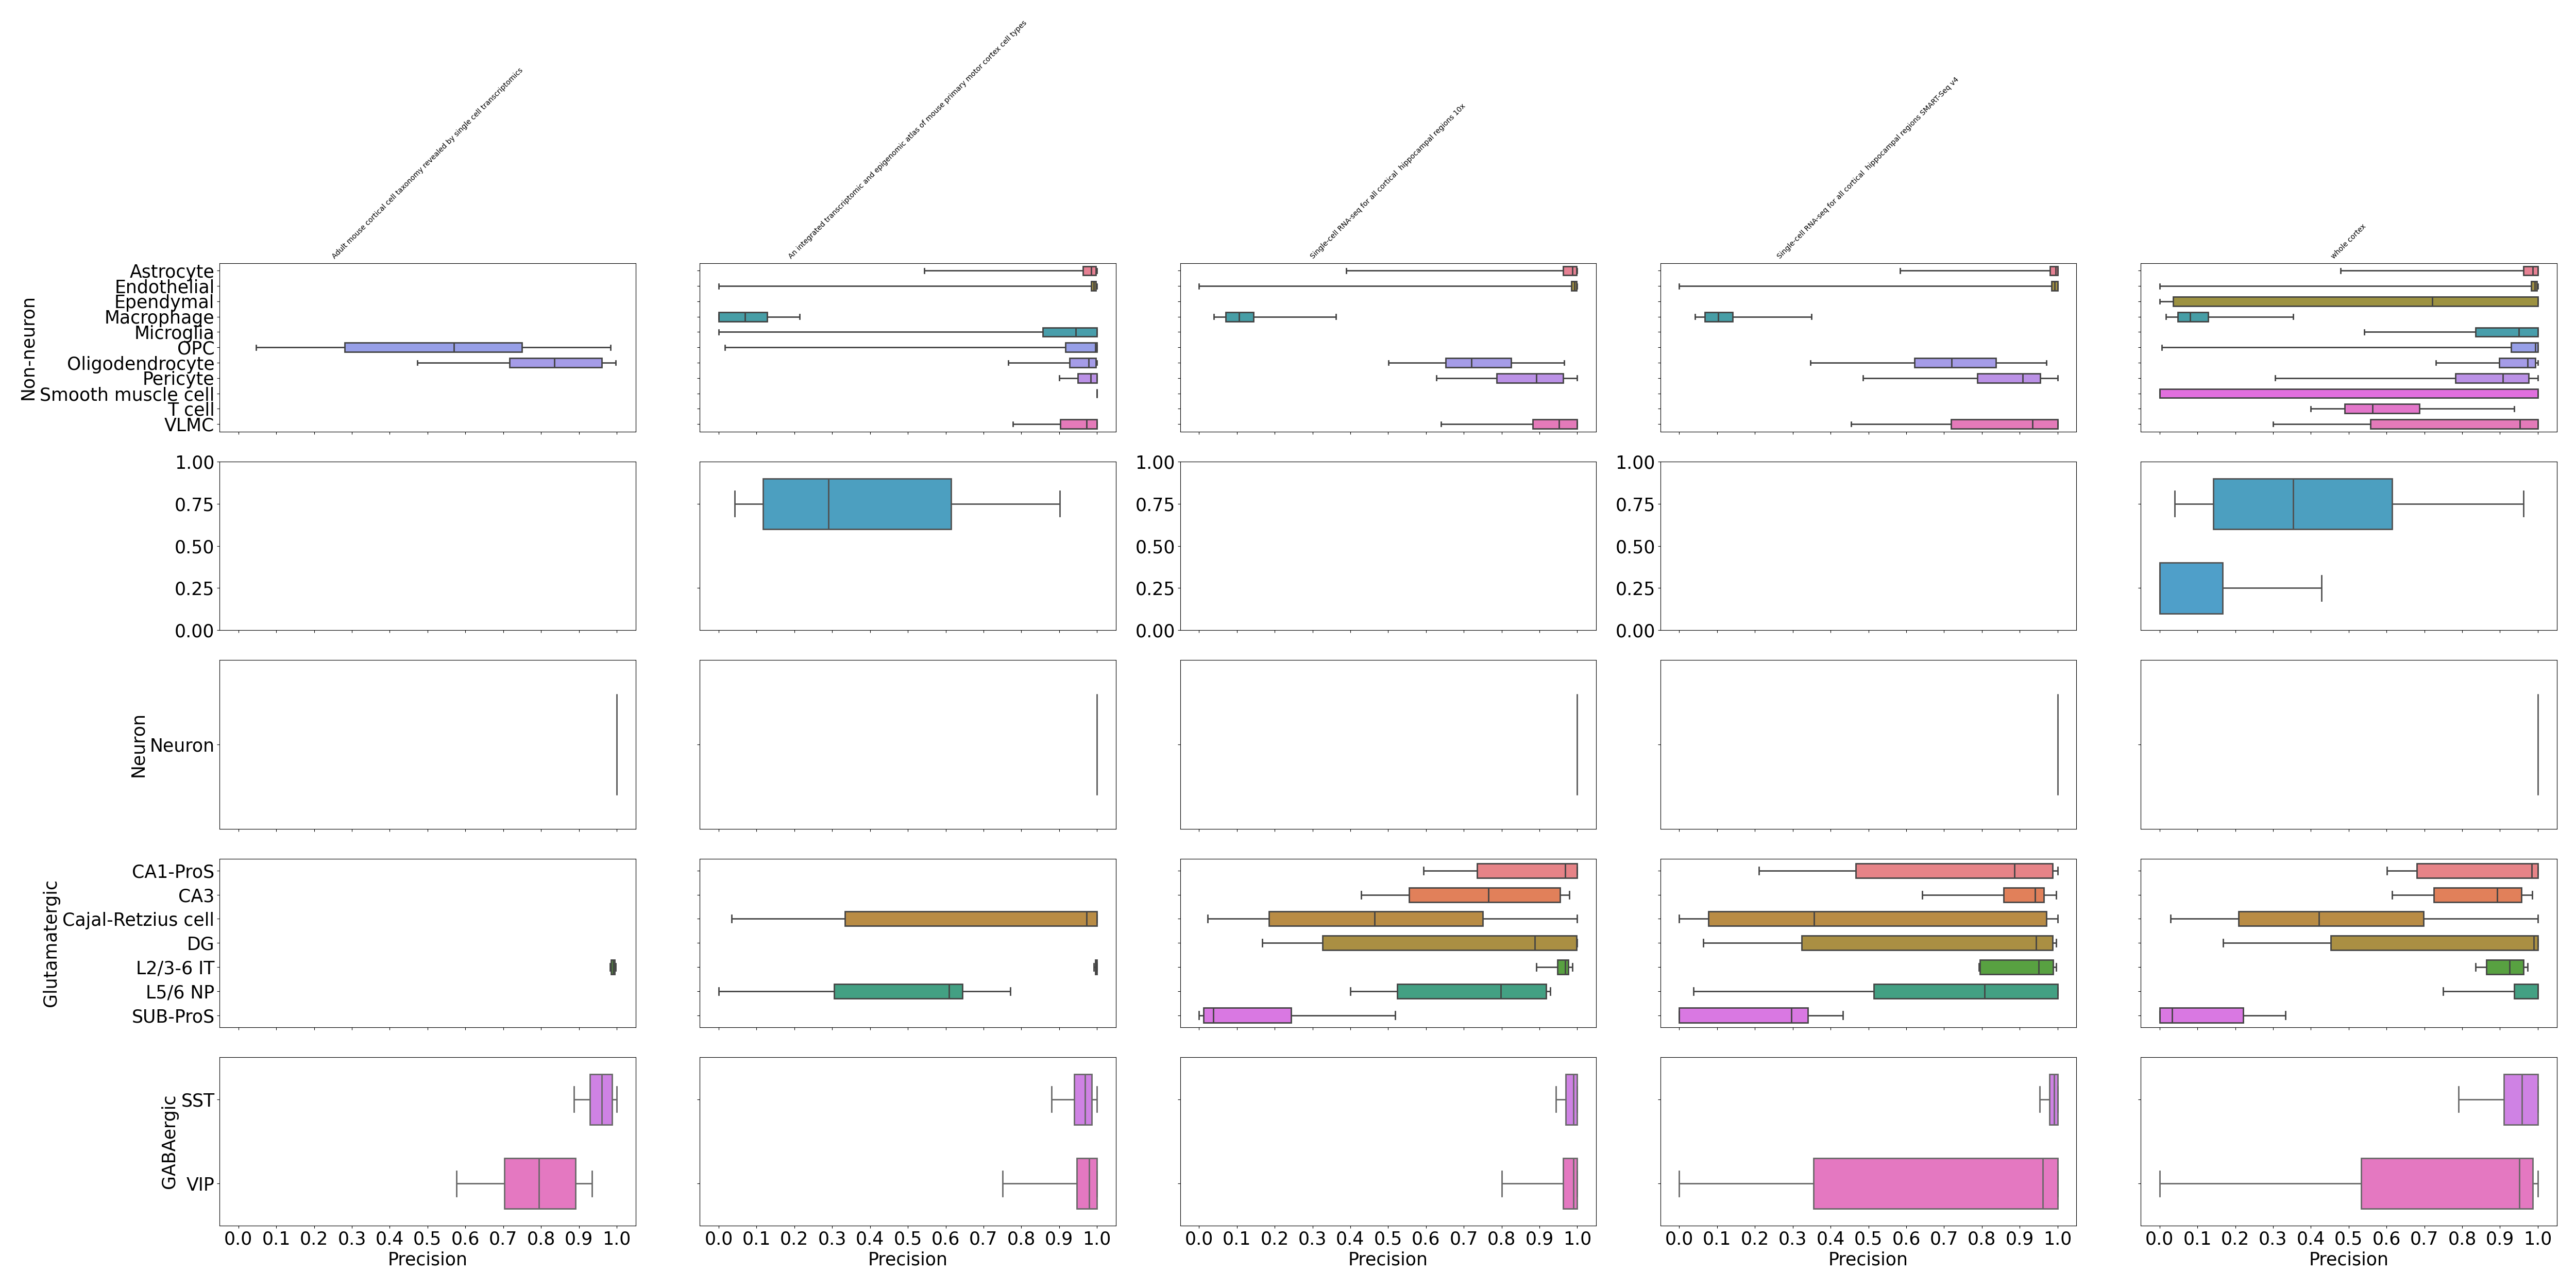 Adult mouse cortical cell taxonomy revealed by single cell transcriptomics
An integrated transcriptomic and epigenomic atlas of mouse primary motor cortex cell types
Single-cell RNA-seq for all cortical  hippocampal regions 10x
Single-cell RNA-seq for all cortical  hippocampal regions SMART-Seq v4
whole cortex
Non-neuron
Astrocyte
Endothelial
Ependymal
Macrophage
Microglia
OPC
Oligodendrocyte
Pericyte
Smooth muscle cell
T cell
VLMC
1.00 1.00 1.00
0.75 0.75 0.75
0.50 0.50 0.50
0.25 0.25 0.25
0.00 0.00 0.00
Neuron
Neuron
Glutamatergic
CA1-ProS
CA3
Cajal-Retzius cell
DG
L2/3-6 IT
L5/6 NP
SUB-ProS
GABAergic
SST
VIP
0.0 0.1 0.2 0.3 0.4 0.5 0.6 0.7 0.8 0.9 1.0 0.0 0.1 0.2 0.3 0.4 0.5 0.6 0.7 0.8 0.9 1.0 0.0 0.1 0.2 0.3 0.4 0.5 0.6 0.7 0.8 0.9 1.0 0.0 0.1 0.2 0.3 0.4 0.5 0.6 0.7 0.8 0.9 1.0 0.0 0.1 0.2 0.3 0.4 0.5 0.6 0.7 0.8 0.9 1.0
Precision Precision Precision Precision Precision